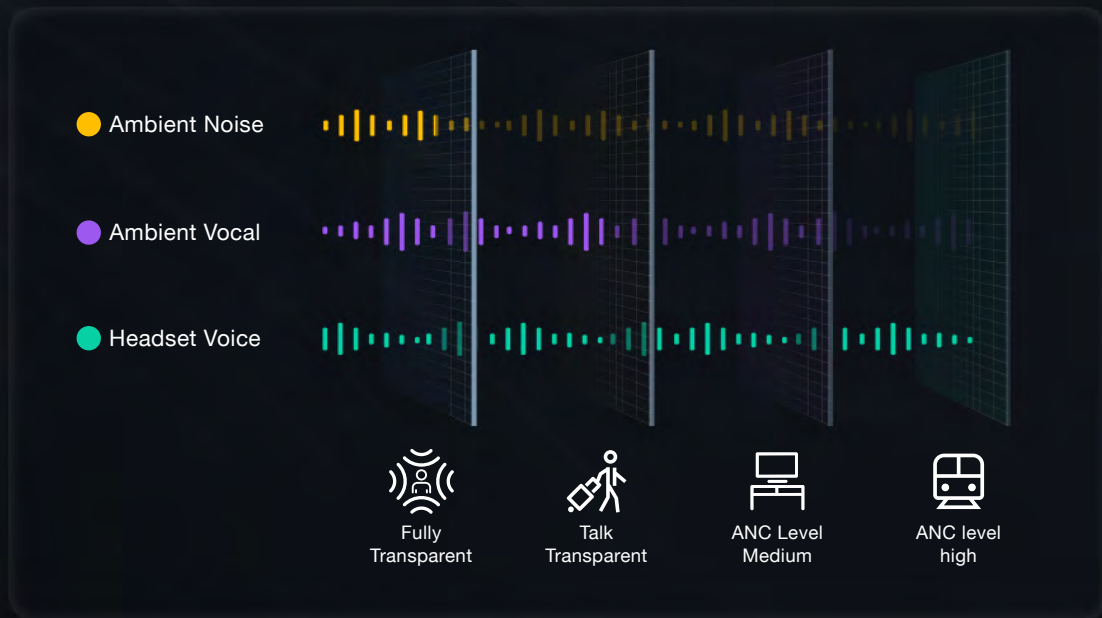 Ambient Noise
Ambient Vocal
Headset Voice
Fully
Transparent
Talk
Transparent
ANC Level
Medium
ANC level
high